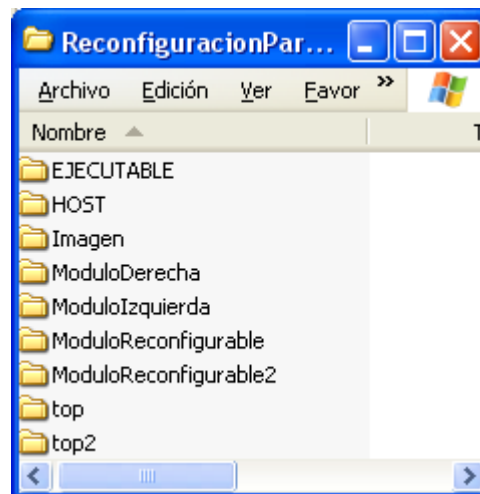 ReconfiguracionPar...
Archivo Edición Ver Favor »
Nombre T
EJECUTABLE
HOST
Imagen
ModuloDerecha
ModuloIzquierda
ModuloReconfigurable
ModuloReconfigurable2
top
top2